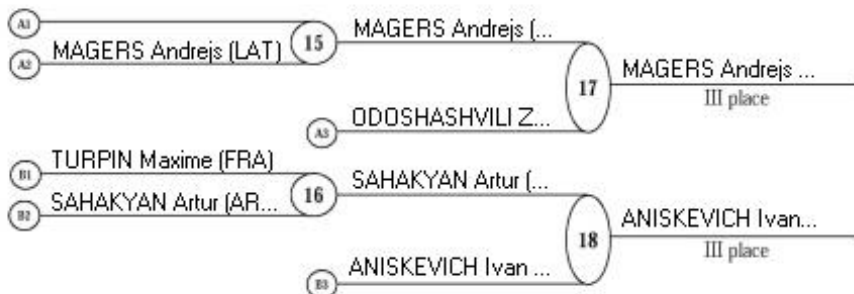 A1
15
MAGERS Andrejs (...
A2
MAGERS Andrejs (LAT)
17
MAGERS Andrejs ...
III place
A3
ODOSHASHVILI Z...
B1
TURPIN Maxime (FRA)
16
SAHAKYAN Artur (...
B2
SAHAKYAN Artur (AR...
18
ANISKEVICH Ivan...
III place
B3
ANISKEVICH Ivan ...